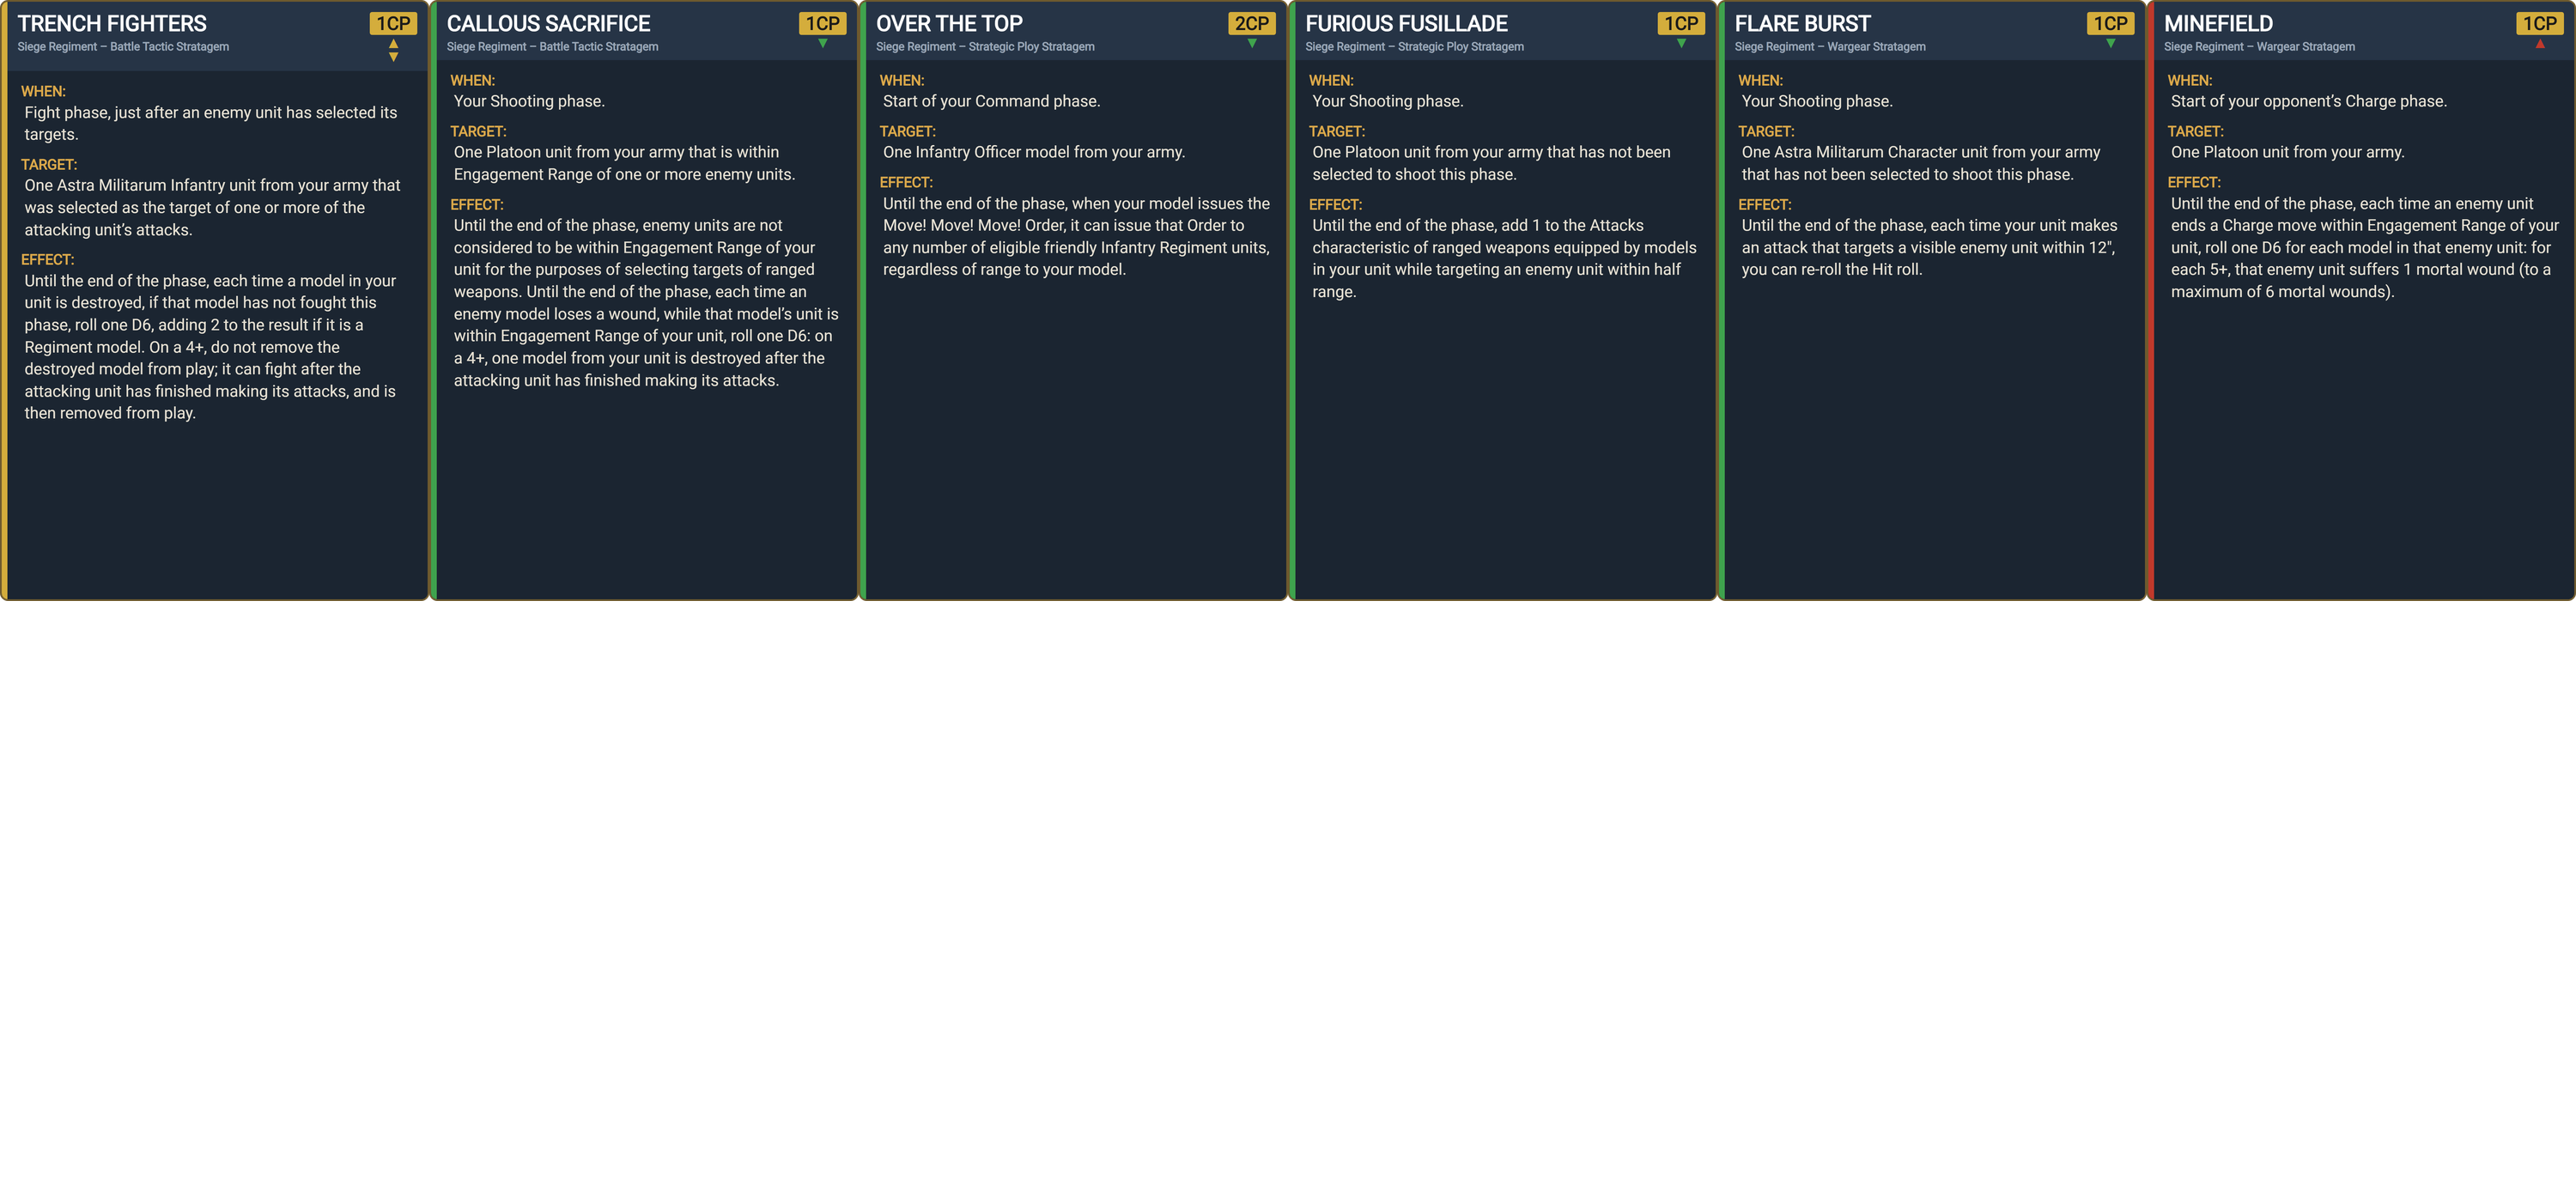 TRENCH FIGHTERS
1CP
Siege Regiment – Battle Tactic Stratagem
WHEN:
Fight phase, just after an enemy unit has selected its
targets.
TARGET:
One Astra Militarum Infantry unit from your army that
was selected as the target of one or more of the
attacking unit’s attacks.
EFFECT:
Until the end of the phase, each time a model in your
unit is destroyed, if that model has not fought this
phase, roll one D6, adding 2 to the result if it is a
Regiment model. On a 4+, do not remove the
destroyed model from play; it can fight after the
attacking unit has finished making its attacks, and is
then removed from play.
CALLOUS SACRIFICE
1CP
Siege Regiment – Battle Tactic Stratagem
WHEN:
Your Shooting phase.
TARGET:
One Platoon unit from your army that is within
Engagement Range of one or more enemy units.
EFFECT:
Until the end of the phase, enemy units are not
considered to be within Engagement Range of your
unit for the purposes of selecting targets of ranged
weapons. Until the end of the phase, each time an
enemy model loses a wound, while that model’s unit is
within Engagement Range of your unit, roll one D6: on
a 4+, one model from your unit is destroyed after the
attacking unit has finished making its attacks.
OVER THE TOP
2CP
Siege Regiment – Strategic Ploy Stratagem
WHEN:
Start of your Command phase.
TARGET:
One Infantry Officer model from your army.
EFFECT:
Until the end of the phase, when your model issues the
Move! Move! Move! Order, it can issue that Order to
any number of eligible friendly Infantry Regiment units,
regardless of range to your model.
FURIOUS FUSILLADE
1CP
Siege Regiment – Strategic Ploy Stratagem
WHEN:
Your Shooting phase.
TARGET:
One Platoon unit from your army that has not been
selected to shoot this phase.
EFFECT:
Until the end of the phase, add 1 to the Attacks
characteristic of ranged weapons equipped by models
in your unit while targeting an enemy unit within half
range.
FLARE BURST
1CP
Siege Regiment – Wargear Stratagem
WHEN:
Your Shooting phase.
TARGET:
One Astra Militarum Character unit from your army
that has not been selected to shoot this phase.
EFFECT:
Until the end of the phase, each time your unit makes
an attack that targets a visible enemy unit within 12",
you can re-roll the Hit roll.
MINEFIELD
1CP
Siege Regiment – Wargear Stratagem
WHEN:
Start of your opponent’s Charge phase.
TARGET:
One Platoon unit from your army.
EFFECT:
Until the end of the phase, each time an enemy unit
ends a Charge move within Engagement Range of your
unit, roll one D6 for each model in that enemy unit: for
each 5+, that enemy unit suffers 1 mortal wound (to a
maximum of 6 mortal wounds).